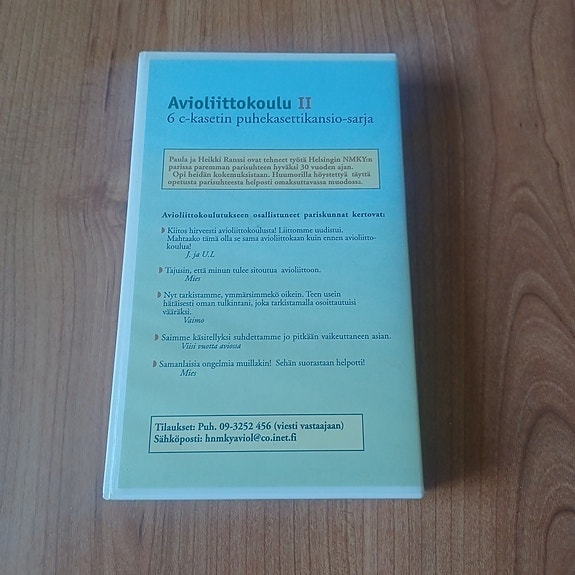 Avioliittokoulu II
6 c-kasetin puhekasettikansio-sarja
Paula ja Heikki Ranssi ovat tehneet työtä Helsingin NMKY:n
parissa paremman parisuhteen hyväksi 30 vuoden ajan.
Opi heidän kokemuksistaan. Huumorilla höystettyä täyttä
opetusta parisuhteesta helposti omaksuttavassa muodossa.
Avioliittokoulutukseen osallistuneet pariskunnat kertovat:
Kiitos hirveesti avioliittokoulusta! Liittomme uudistui.
Mahtaako tämä olla se sama avioliittokaan kuin ennen avioliitto-
koulua!
J. ja U.L
Tajusin, että minun tulee sitoutua avioliittoon.
Mies
Nyt tarkistamme, ymmärsimmekö oikein. Teen usein
hätäisesti oman tulkintani, joka tarkistamalla osoittautuisi
vääräksi.
Vaimo
Saimme käsitellyksi suhdettamme jo pitkään vaikeuttaneen asian.
Viisi vuotta aviossa
Samanlaisia ongelmia muillakin! Sehän suorastaan helpotti!
Mies
Tilaukset: Puh. 09-3252 456 (viesti vastaajaan)
Sähköposti: hnmkyaviol@co.inet.fi